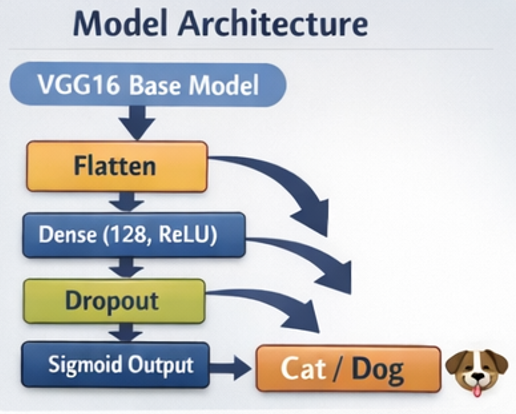 Model Architecture
VGG16 Base Model
Flatten
Dense (128, ReLU)
Dropout
Sigmoid Output
Cat / Dog